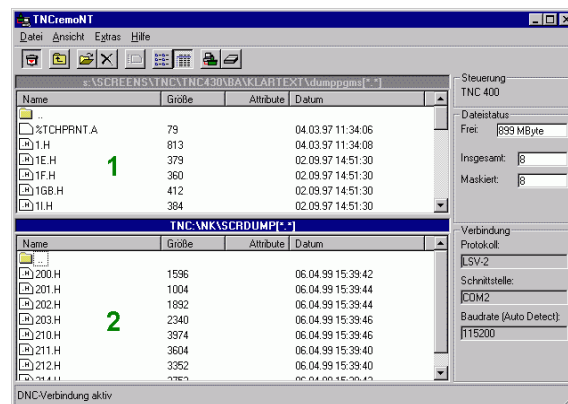 TNCremoNT
Datei Ansicht Extras Hilfe
s:\SCREENS\TNC\TNC430\BA\KLARTEXT\dumppgms[*.*]
Name Größe Attribute Datum
..
%TCHPRNT.A 79 04.03.97 11:34:06
.H 1.H 813 04.03.97 11:34:08
.H 1E.H 379 02.09.97 14:51:30
.H 1F.H 360 02.09.97 14:51:30
.H 1GB.H 412 02.09.97 14:51:30
.H 1I.H 384 02.09.97 14:51:30
1
TNC:\NK\SCRDUMP[*.*]
Name Größe Attribute Datum
..
.H 200.H 1596 06.04.99 15:39:42
.H 201.H 1004 06.04.99 15:39:44
.H 202.H 1892 06.04.99 15:39:44
.H 203.H 2340 06.04.99 15:39:46
.H 210.H 3974 06.04.99 15:39:46
.H 211.H 3604 06.04.99 15:39:40
.H 212.H 3352 06.04.99 15:39:40
.H 214.H 2752 06.04.99 15:39:42
2
Steuerung
TNC 400
Dateistatus
Frei: 899 MByte
Insgesamt: 8
Maskiert: 8
Verbindung
Protokoll:
LSV-2
Schnittstelle:
COM2
Baudrate (Auto Detect):
115200
DNC-Verbindung aktiv